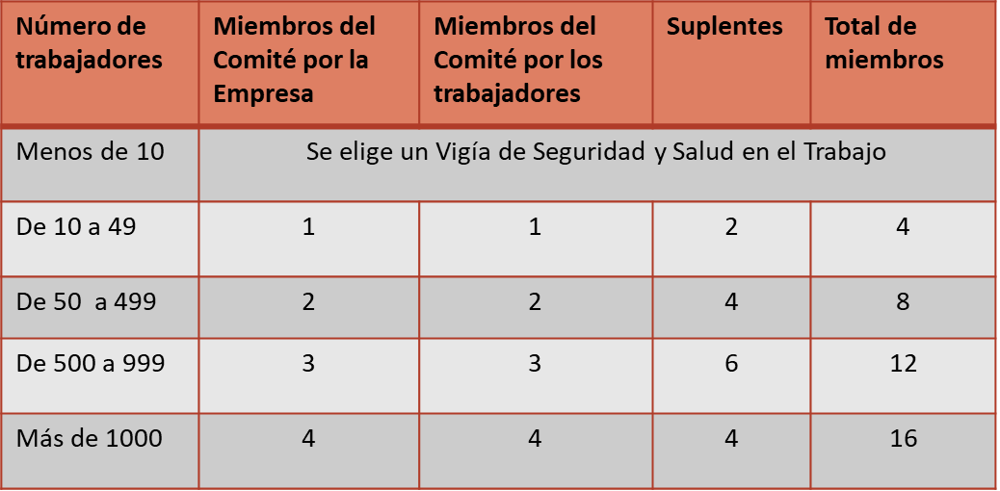 Número de trabajadores | Miembros del Comité por la Empresa | Miembros del Comité por los trabajadores | Suplentes | Total de miembros
Menos de 10 | Se elige un Vigía de Seguridad y Salud en el Trabajo
De 10 a 49 | 1 | 1 | 2 | 4
De 50 a 499 | 2 | 2 | 4 | 8
De 500 a 999 | 3 | 3 | 6 | 12
Más de 1000 | 4 | 4 | 4 | 16